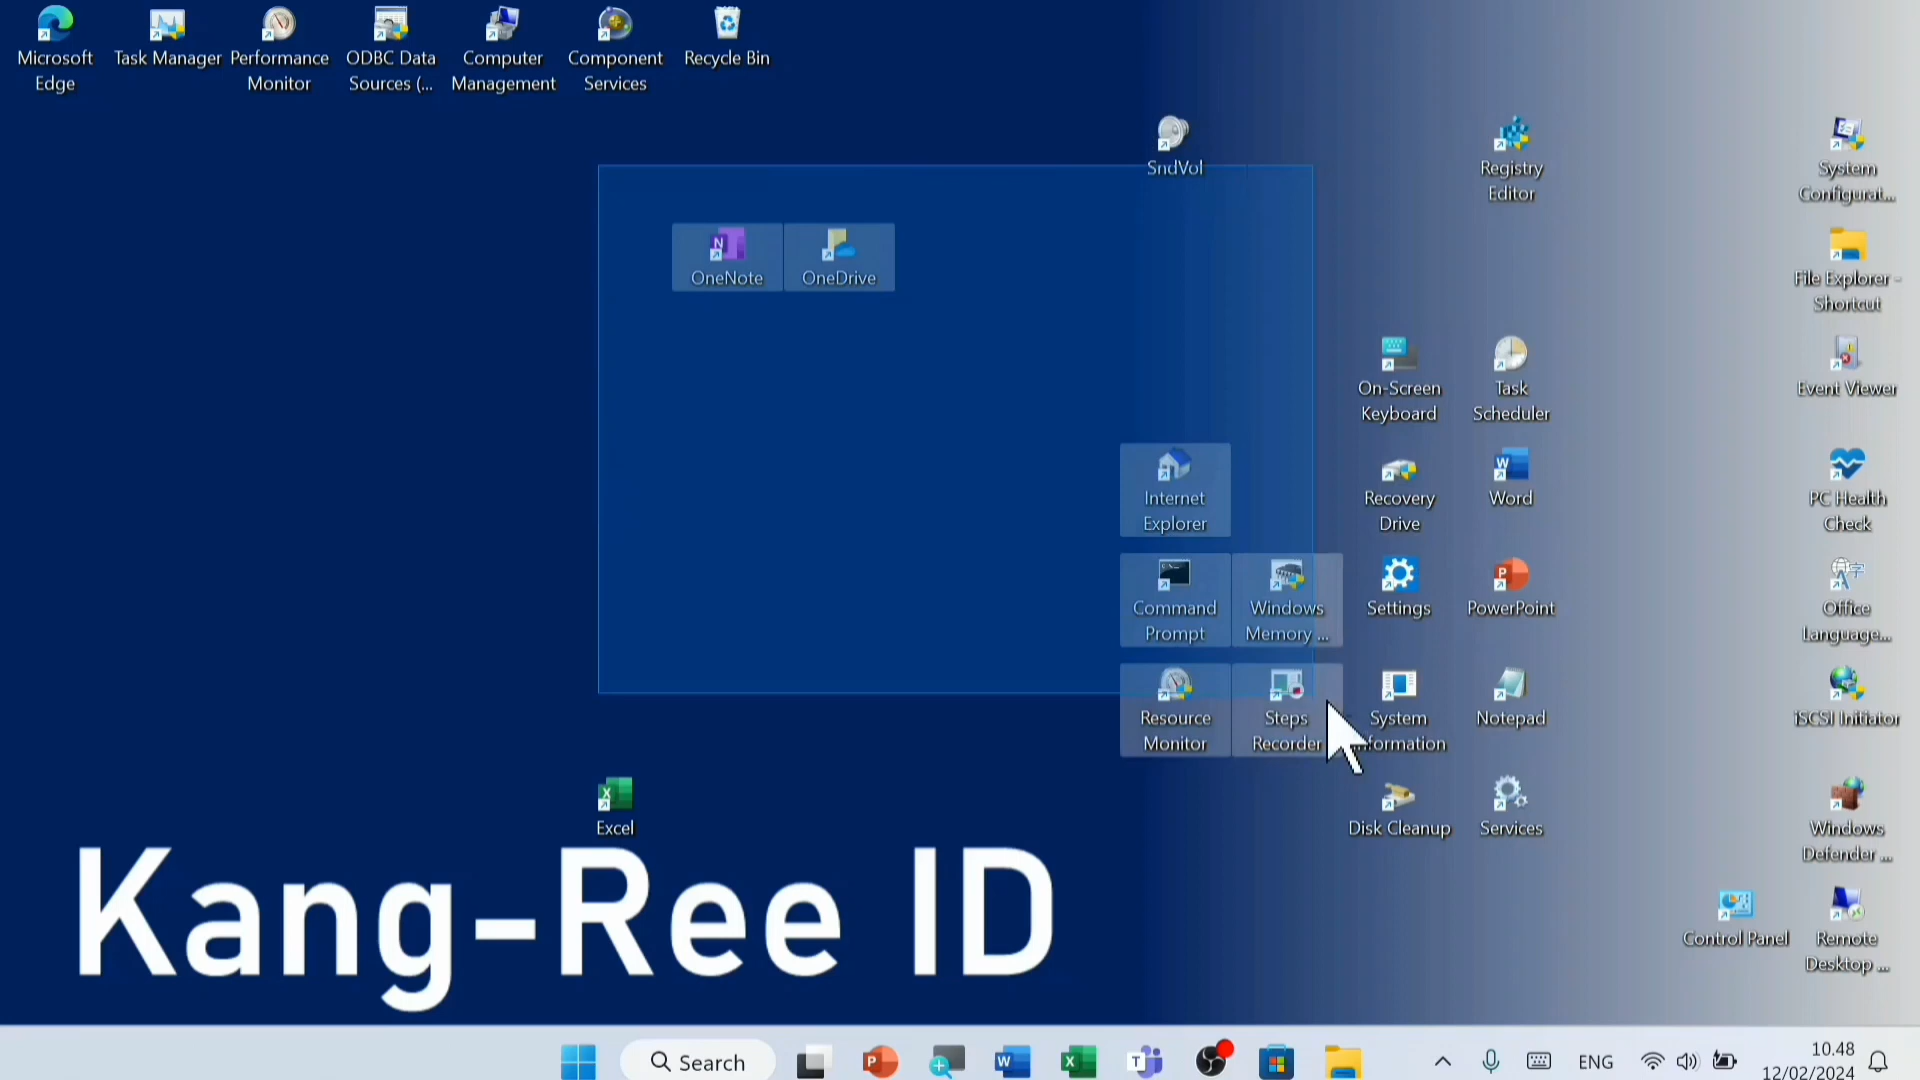 Microsoft
Edge
Task Manager
Performance
Monitor
ODBC Data
Sources (...
Computer
Management
Component
Services
Recycle Bin
SndVol
Registry
Editor
System
Configurat...
OneNote
OneDrive
File Explorer -
Shortcut
On-Screen
Keyboard
Task
Scheduler
Event Viewer
Internet
Explorer
Recovery
Drive
Word
PC Health
Check
Command
Prompt
Windows
Memory ...
Settings
PowerPoint
Office
Language...
Resource
Monitor
Steps
Recorder
System
formation
Notepad
iSCSI Initiator
Excel
Disk Cleanup
Services
Windows
Defender ...
Kang-Ree ID
Control Panel
Remote
Desktop ...
Search
ENG
10.48
12/02/2024